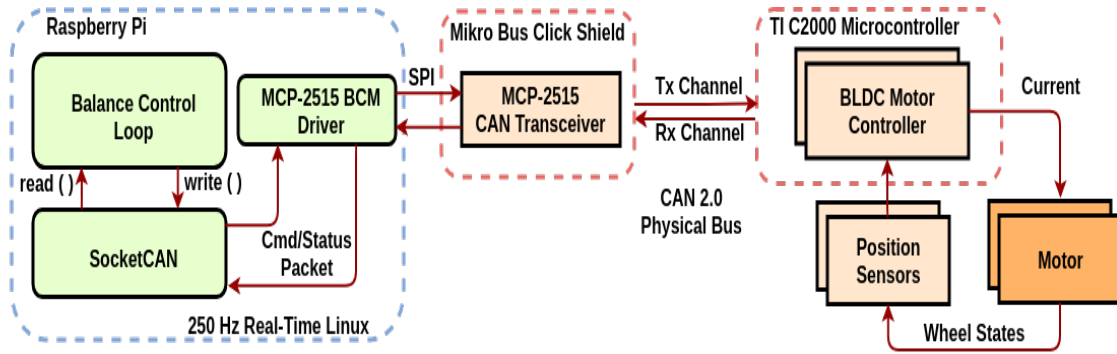 Raspberry Pi
Balance Control
Loop
MCP-2515 BCM
Driver
read ( )
write ( )
SocketCAN
Cmd/Status
Packet
250 Hz Real-Time Linux
SPI
Mikro Bus Click Shield
MCP-2515
CAN Transceiver
Tx Channel
Rx Channel
CAN 2.0
Physical Bus
TI C2000 Microcontroller
BLDC Motor
Controller
Current
Position
Sensors
Motor
Wheel States